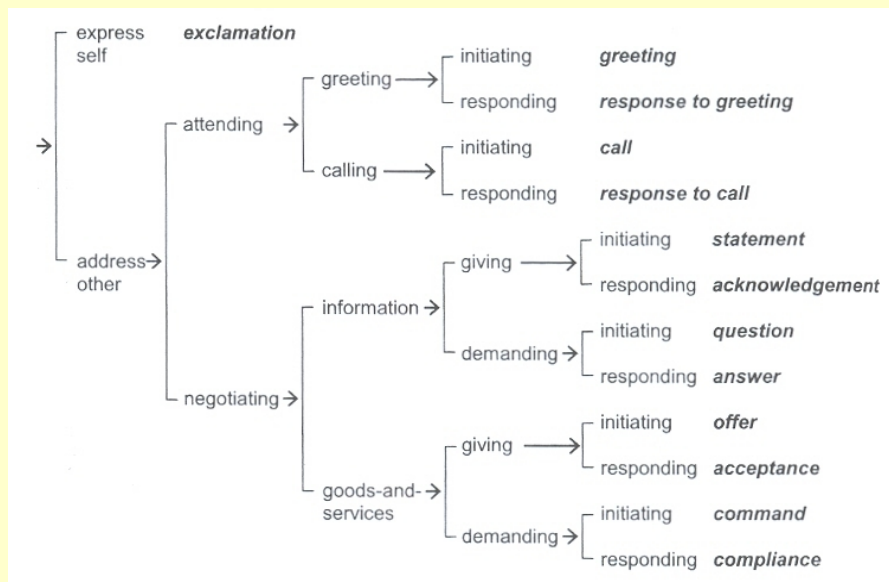 express exclamation
self
initiating greeting
greeting
responding response to greeting
attending
initiating call
calling
responding response to call
initiating statement
address giving
other
responding acknowledgement
information
initiating question
demanding
responding answer
negotiating
initiating offer
giving
responding acceptance
goods-and-
services
initiating command
demanding
responding compliance